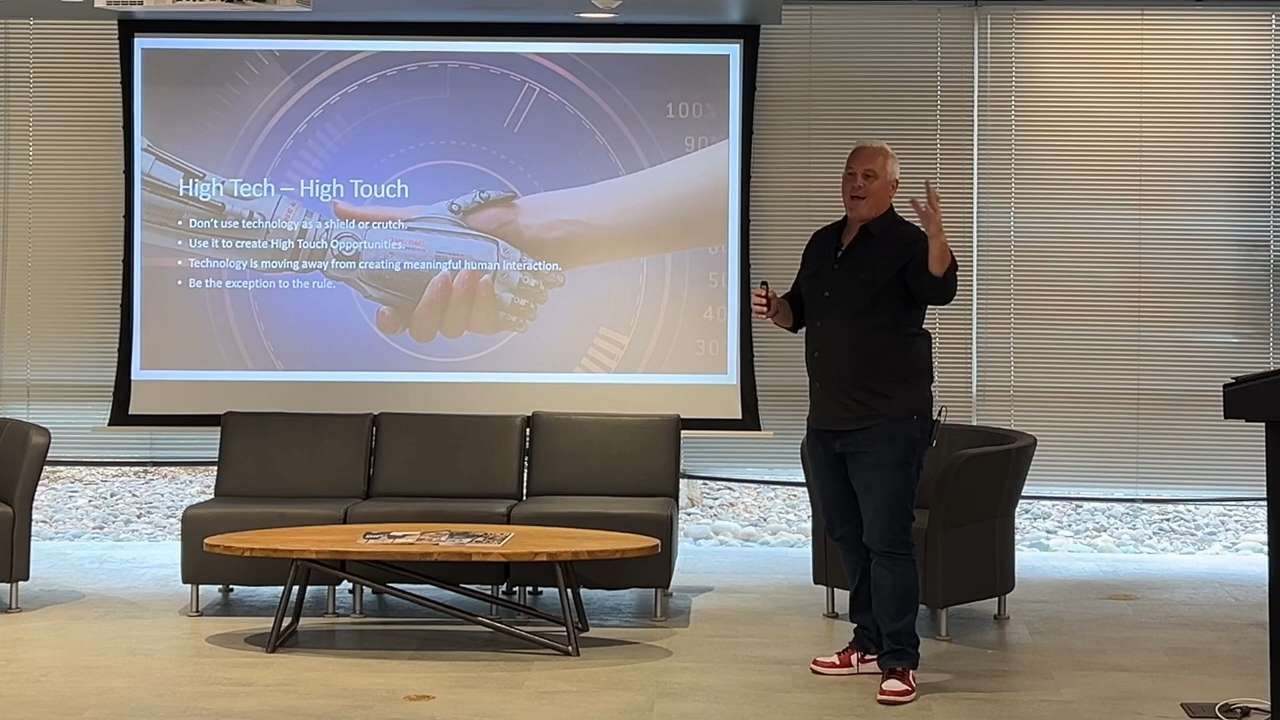 High Tech – High Touch
• Don't use technology as a shield or crutch.
• Use it to create High Touch Opportunities.
• Technology is moving away from creating meaningful human interaction.
• Be the exception to the rule.
100%
90%
50
40
30